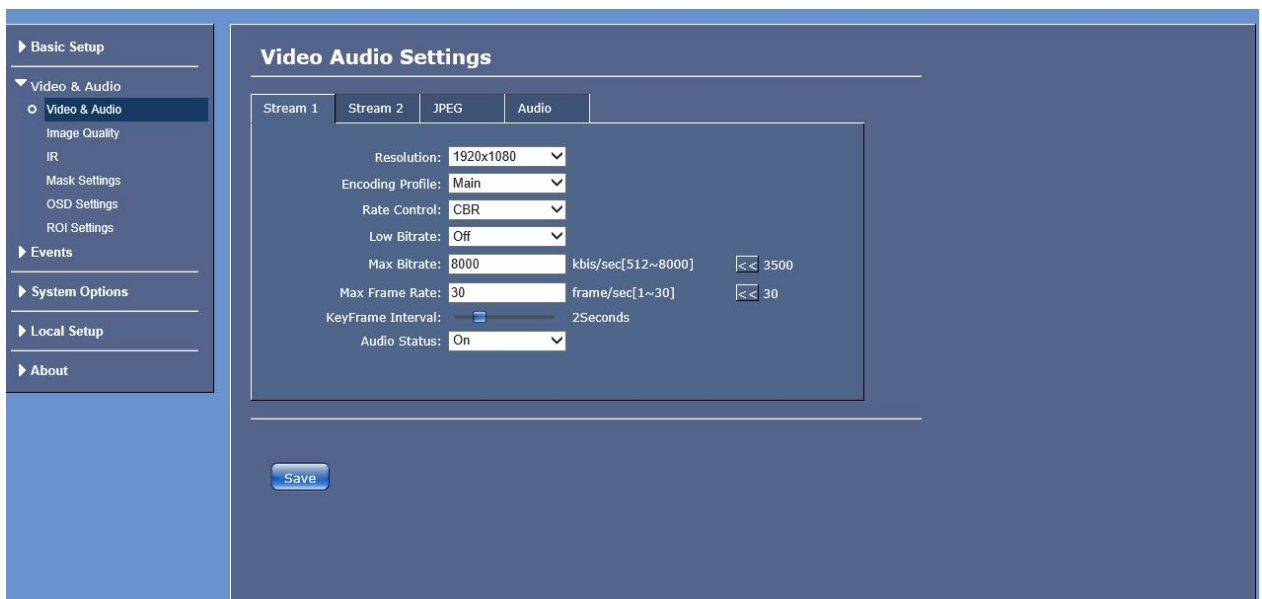 Basic Setup
Video & Audio
Video & Audio
Image Quality
IR
Mask Settings
OSD Settings
ROI Settings
Events
System Options
Local Setup
About
Video Audio Settings
Stream 1 Stream 2 JPEG Audio
Resolution: 1920x1080
Encoding Profile: Main
Rate Control: CBR
Low Bitrate: Off
Max Bitrate: 8000 kbis/sec[512~8000] << 3500
Max Frame Rate: 30 frame/sec[1~30] << 30
KeyFrame Interval: 2Seconds
Audio Status: On
Save